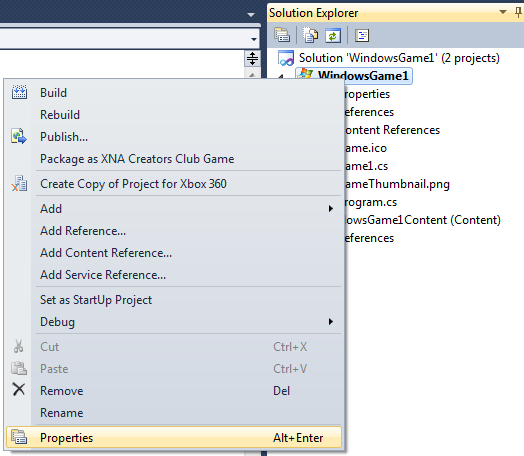 Solution Explorer
Solution 'WindowsGame1' (2 projects)
WindowsGame1
roperties
References
ontent References
ame.ico
ame1.cs
ameThumbnail.png
rogram.cs
dowsGame1Content (Content)
eferences
Build
Rebuild
Publish...
Package as XNA Creators Club Game
Create Copy of Project for Xbox 360
Add
Add Reference...
Add Content Reference...
Add Service Reference...
Set as StartUp Project
Debug
Cut Ctrl+X
Paste Ctrl+V
Remove Del
Rename
Properties Alt+Enter